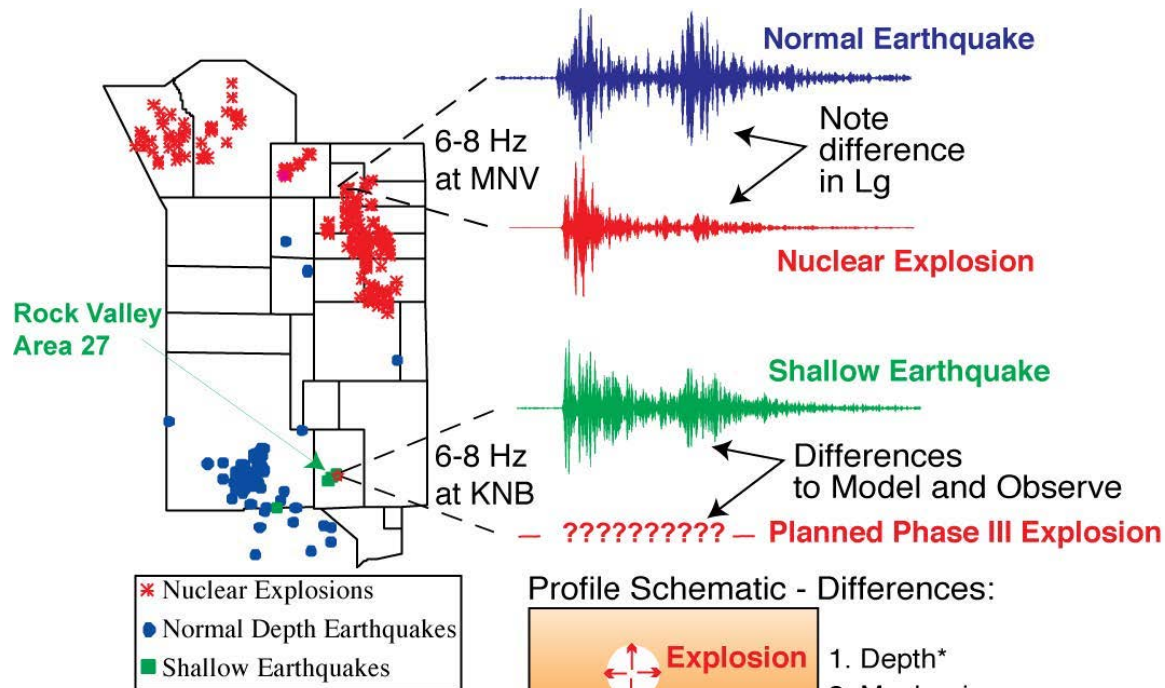 Normal Earthquake
6-8 Hz
at MNV
Note
difference
in Lg
Nuclear Explosion
Rock Valley
Area 27
Shallow Earthquake
6-8 Hz
at KNB
Differences
to Model and Observe
— ?????????? — Planned Phase III Explosion
Nuclear Explosions
Normal Depth Earthquakes
Shallow Earthquakes
Profile Schematic - Differences:
Explosion
1. Depth*